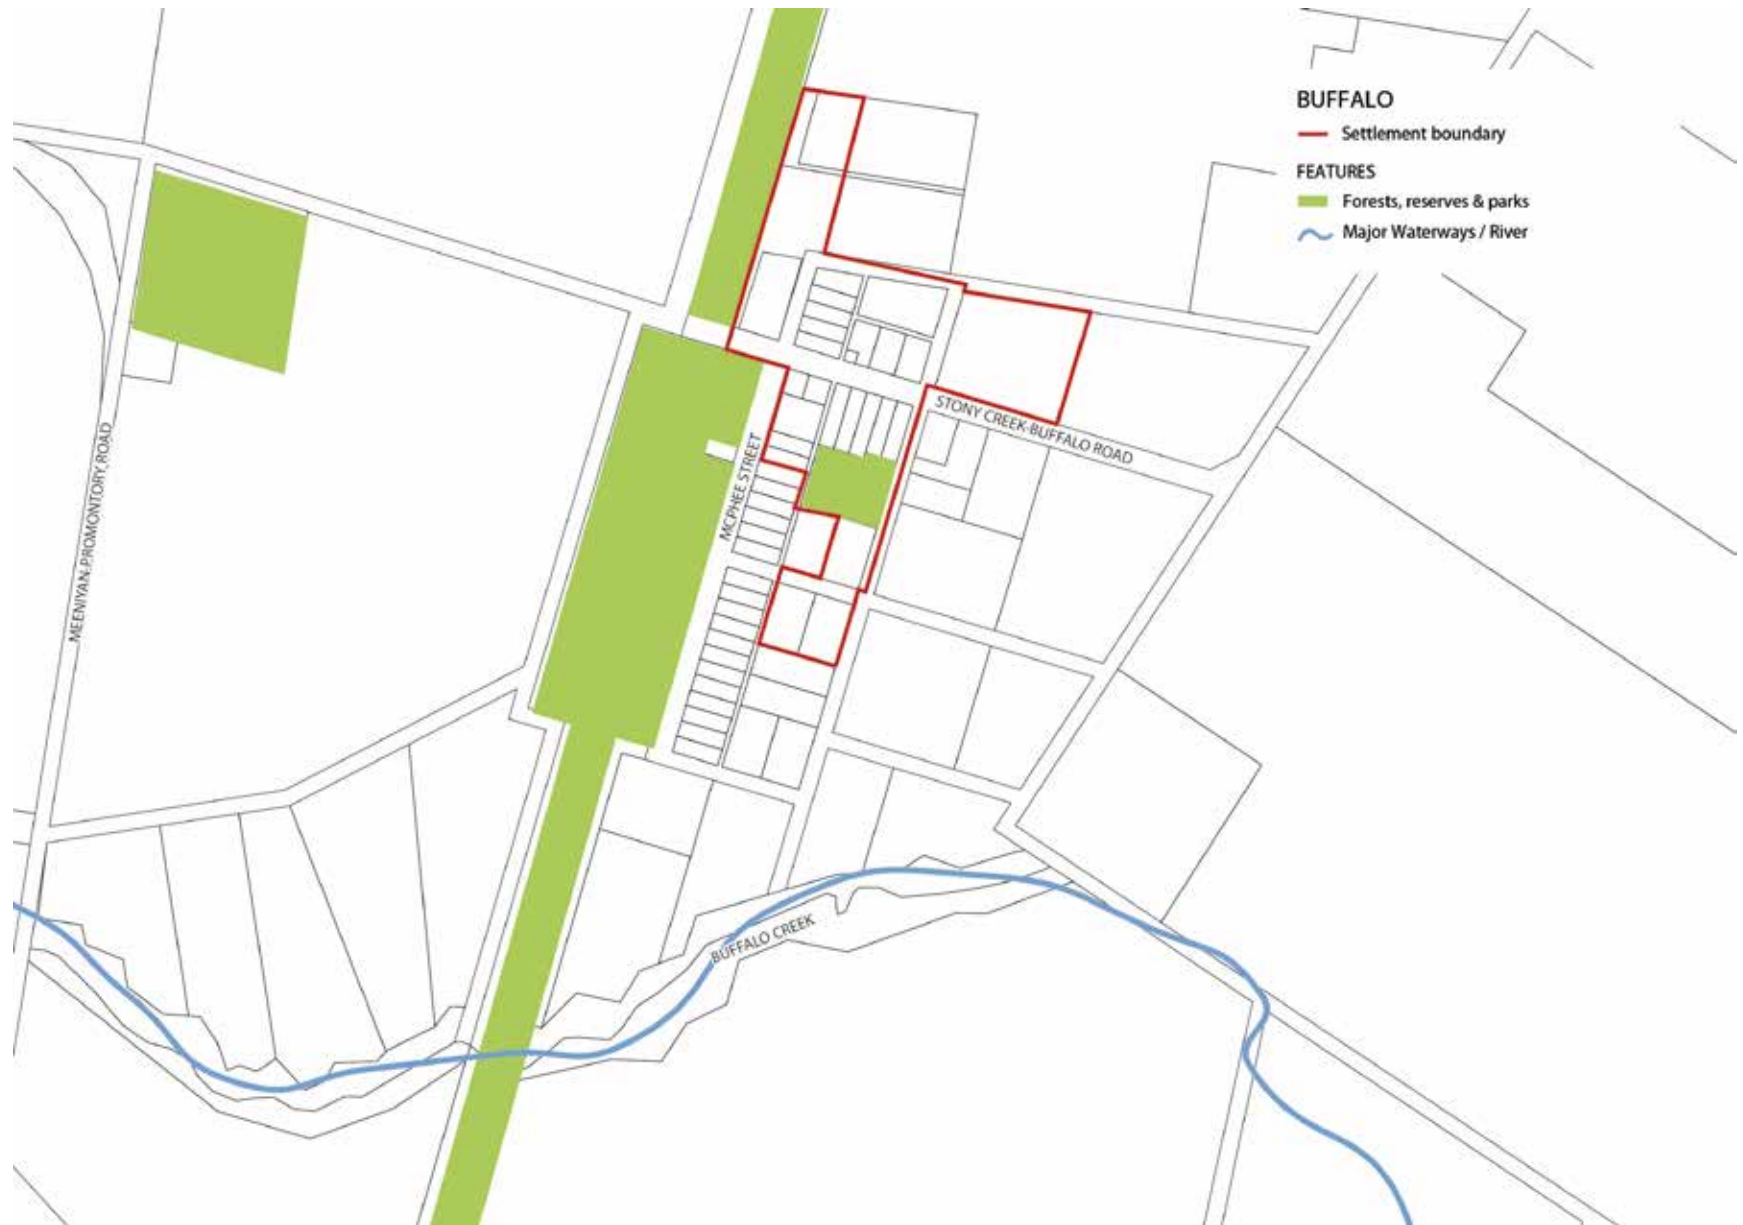 BUFFALO
Settlement boundary
FEATURES
Forests, reserves & parks
Major Waterways / River
STONY CREEK-BUFFALO ROAD
MCPHEE STREET
MEENIYAN-PROMONTORY ROAD
BUFFALO CREEK